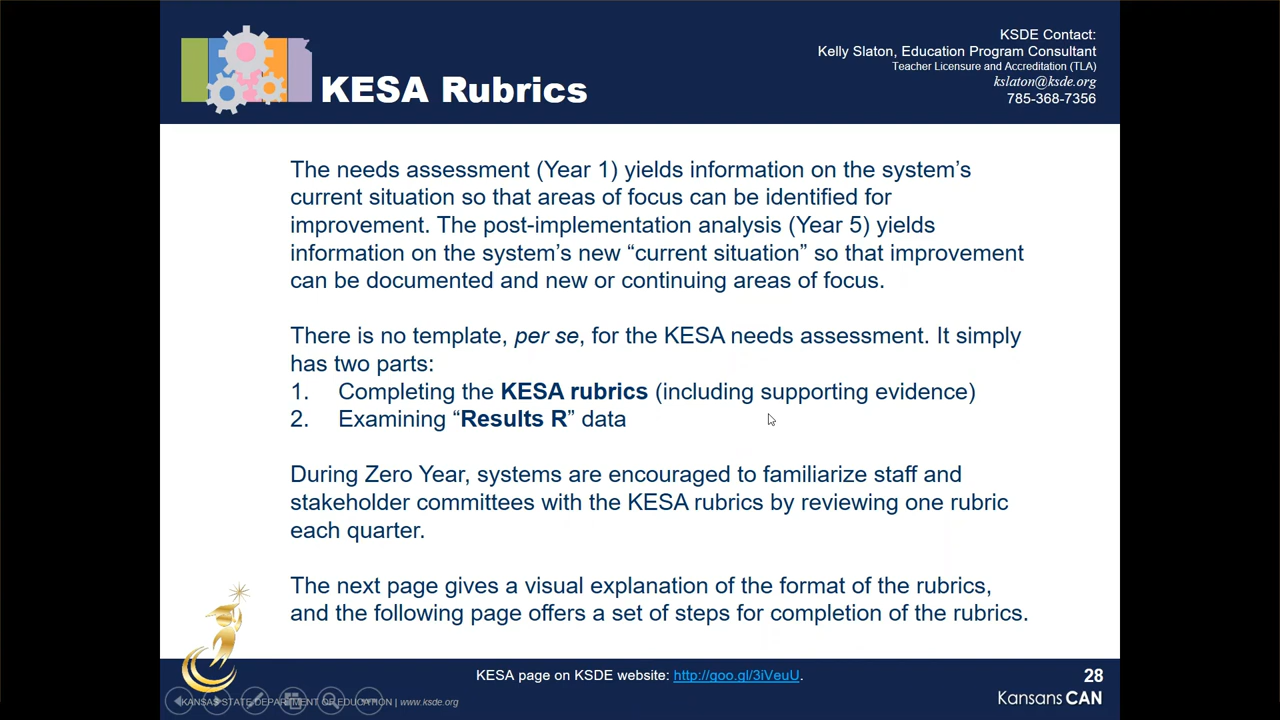 KSDE Contact:
Kelly Slaton, Education Program Consultant
Teacher Licensure and Accreditation (TLA)
kslaton@ksde.org
785-368-7356
KESA Rubrics
The needs assessment (Year 1) yields information on the system’s
current situation so that areas of focus can be identified for
improvement. The post-implementation analysis (Year 5) yields
information on the system’s new “current situation” so that improvement
can be documented and new or continuing areas of focus.
There is no template, per se, for the KESA needs assessment. It simply
has two parts:
1. Completing the KESA rubrics (including supporting evidence)
2. Examining “Results R” data
During Zero Year, systems are encouraged to familiarize staff and
stakeholder committees with the KESA rubrics by reviewing one rubric
each quarter.
The next page gives a visual explanation of the format of the rubrics,
and the following page offers a set of steps for completion of the rubrics.
KESA page on KSDE website: http://goo.gl/3iVeuU.
28
KANSAS STATE DEPARTMENT OF EDUCATION | www.ksde.org
Kansans CAN